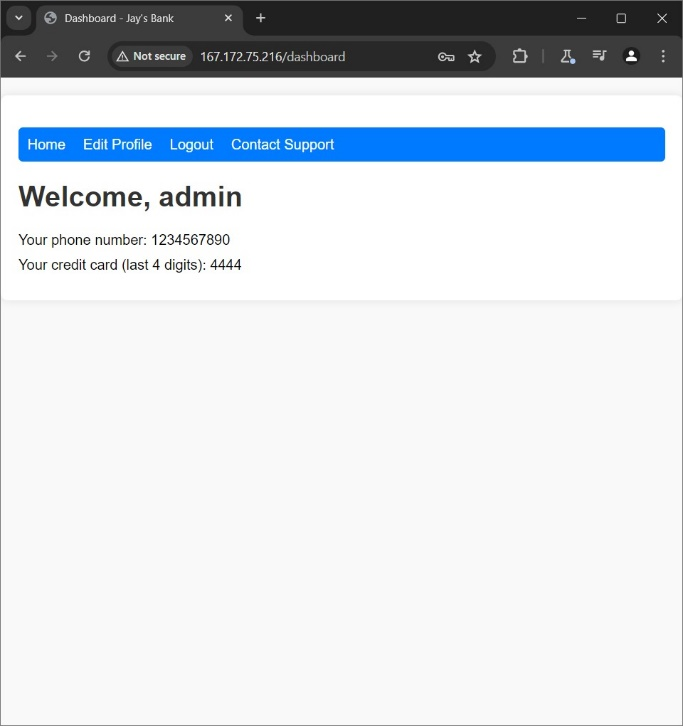 Dashboard - Jay's Bank
Not secure
167.172.75.216/dashboard
Home Edit Profile Logout Contact Support
Welcome, admin
Your phone number: 1234567890
Your credit card (last 4 digits): 4444